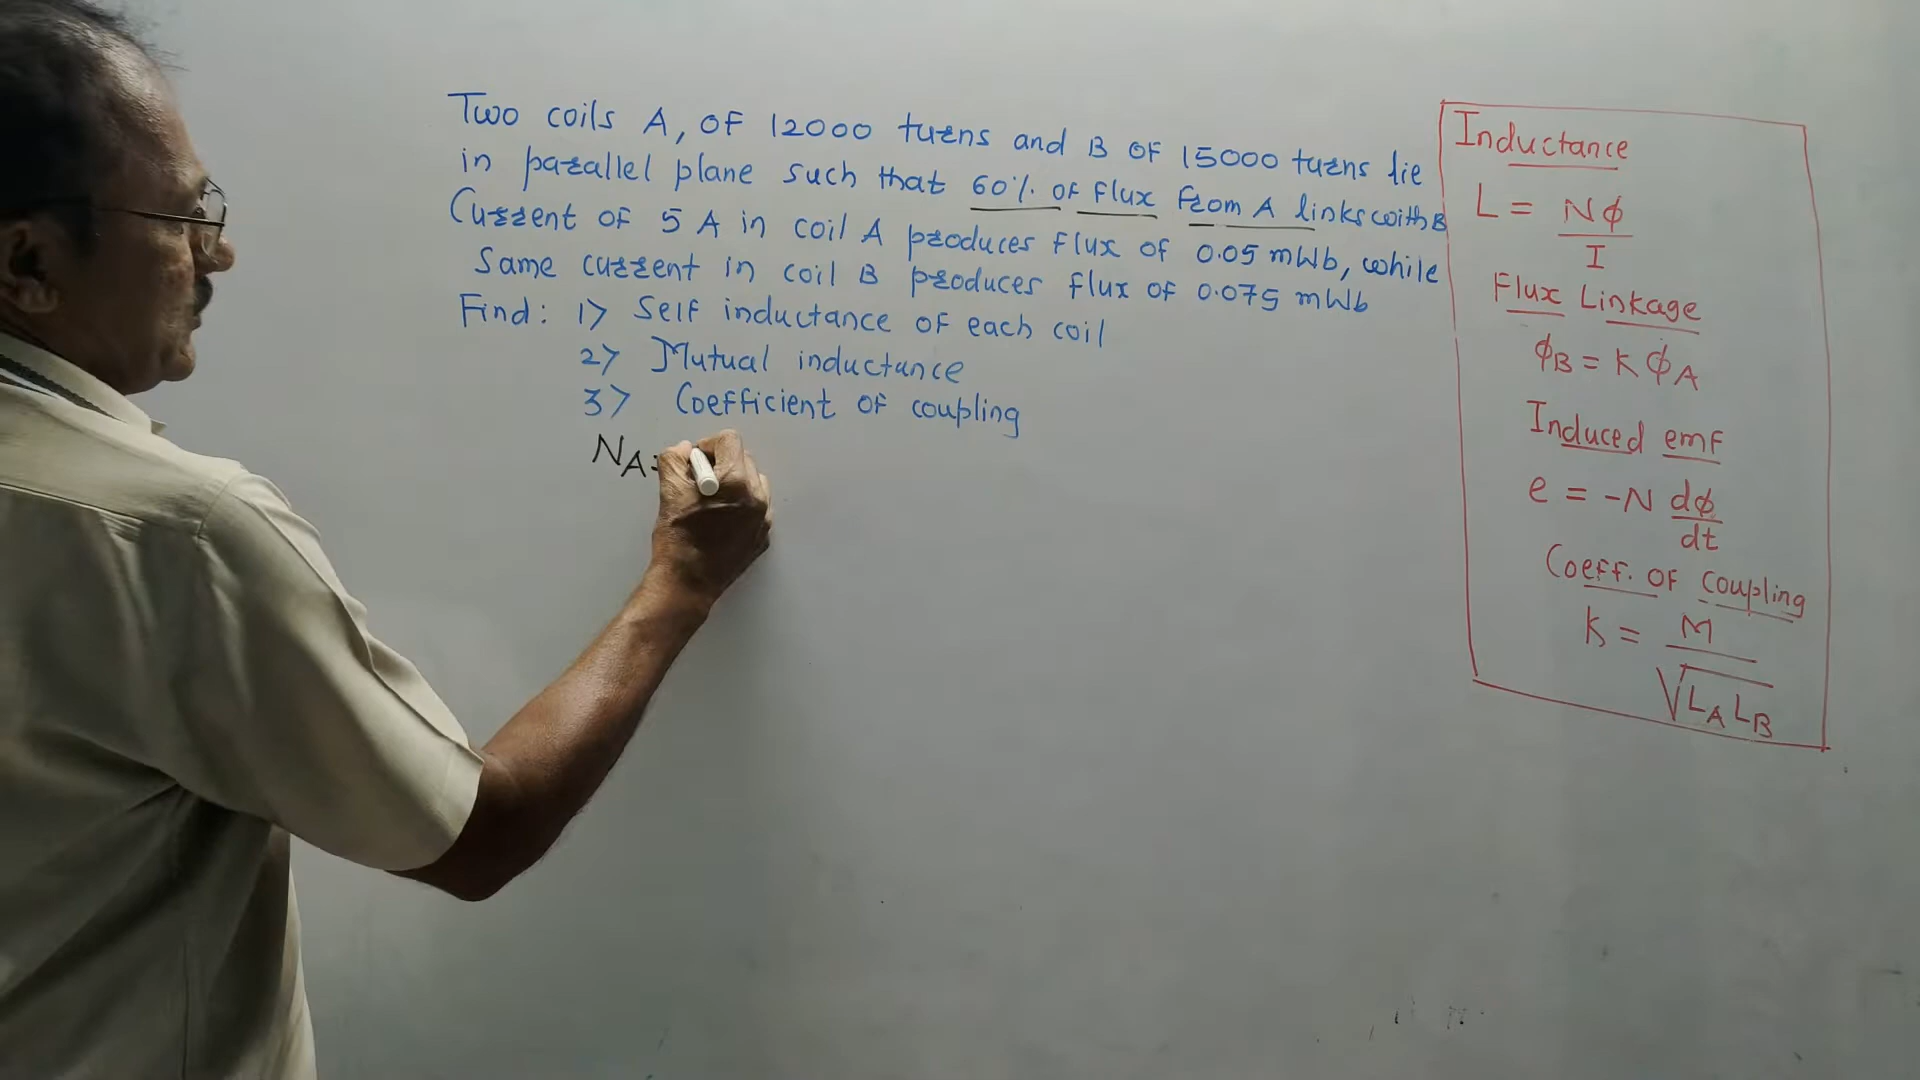 Two coils A, of 12000 turns and B of 15000 turns lie
in parallel plane such that 60% of flux from A links with B
Current of 5 A in coil A produces flux of 0.05 mWb, while
same current in coil B produces flux of 0.075 mWb
Find: 1> Self inductance of each coil
2> Mutual inductance
3> Coefficient of coupling
NA=
Inductance
L = Nφ
I
Flux Linkage
φB = K φA
Induced emf
e = -N dφ
dt
Coeff. of coupling
K = M
√LA LB